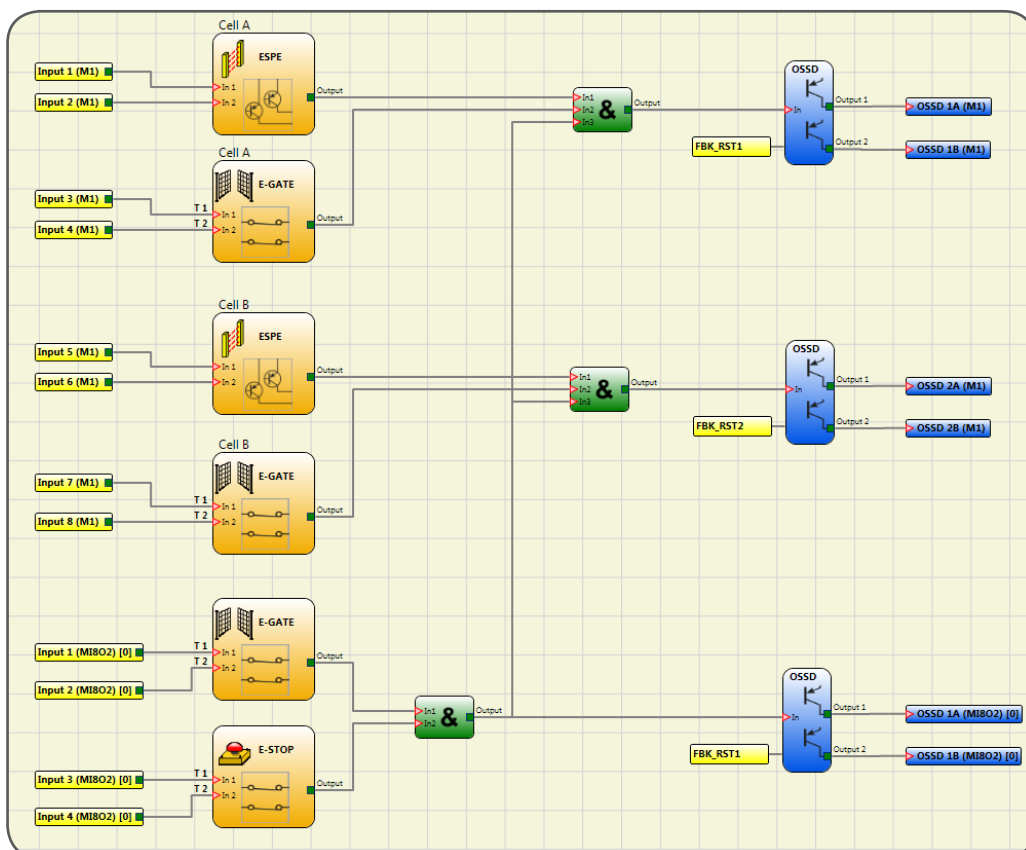 Cell A
ESPE
Input 1 (M1)
In 1
Output
Input 2 (M1)
In 2
Cell A
E-GATE
Input 3 (M1)
T 1
In 1
Output
Input 4 (M1)
T 2
In 2
In1
In2
In3
&
Output
OSSD
In
FBK_RST1
Output 1
OSSD 1A (M1)
Output 2
OSSD 1B (M1)
Cell B
ESPE
Input 5 (M1)
In 1
Output
Input 6 (M1)
In 2
Cell B
E-GATE
Input 7 (M1)
T 1
In 1
Output
Input 8 (M1)
T 2
In 2
In1
In2
In3
&
Output
OSSD
In
FBK_RST2
Output 1
OSSD 2A (M1)
Output 2
OSSD 2B (M1)
E-GATE
Input 1 (MI8O2) [0]
T 1
In 1
Output
Input 2 (MI8O2) [0]
T 2
In 2
E-STOP
Input 3 (MI8O2) [0]
T 1
In 1
Output
Input 4 (MI8O2) [0]
T 2
In 2
In1
In2
&
Output
OSSD
In
FBK_RST1
Output 1
OSSD 1A (MI8O2) [0]
Output 2
OSSD 1B (MI8O2) [0]